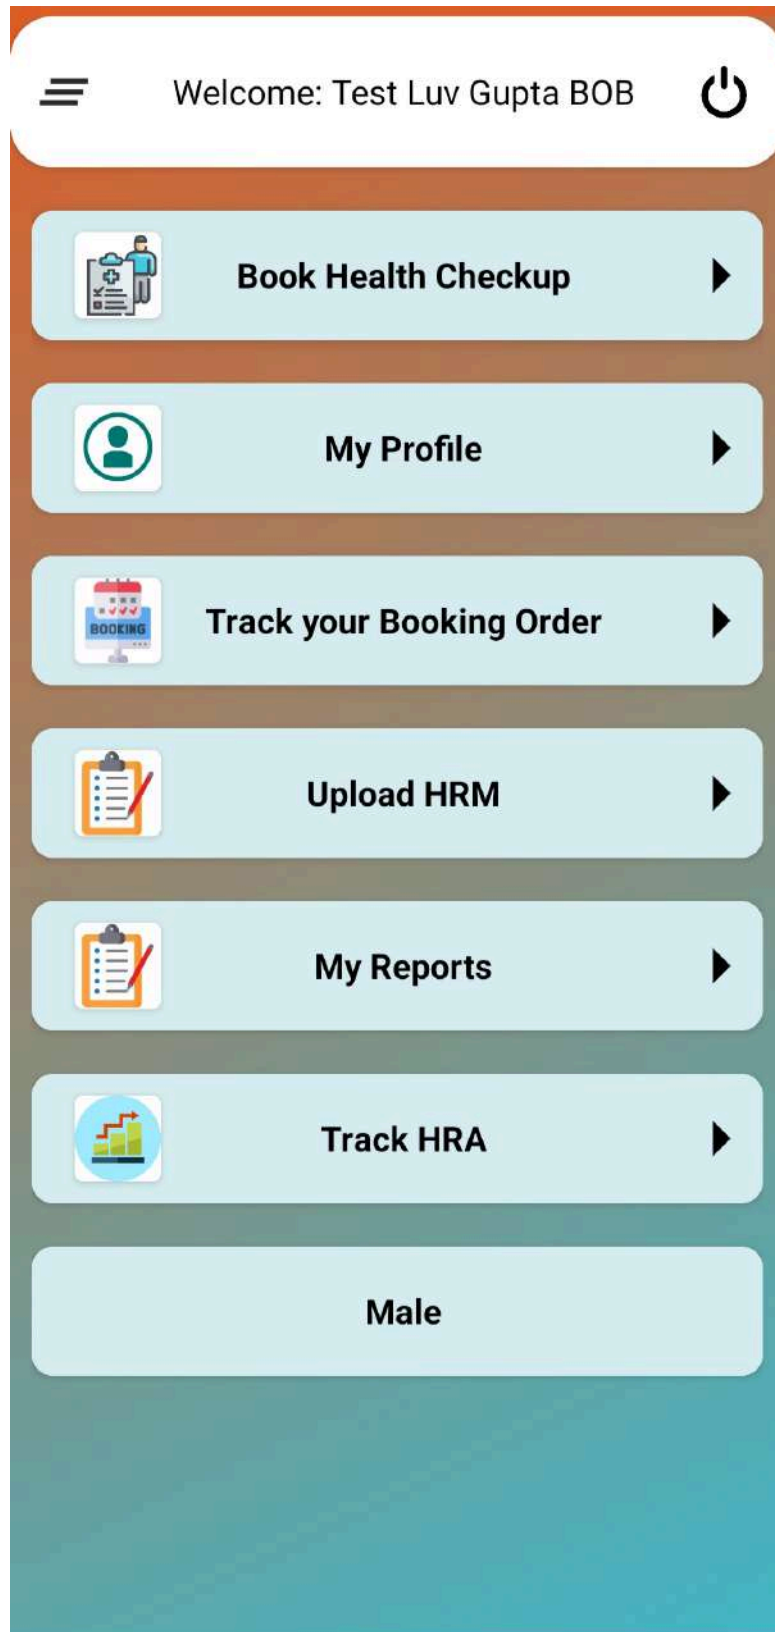 Welcome: Test Luv Gupta BOB
Book Health Checkup
My Profile
BOOKING
Track your Booking Order
Upload HRM
My Reports
Track HRA
Male